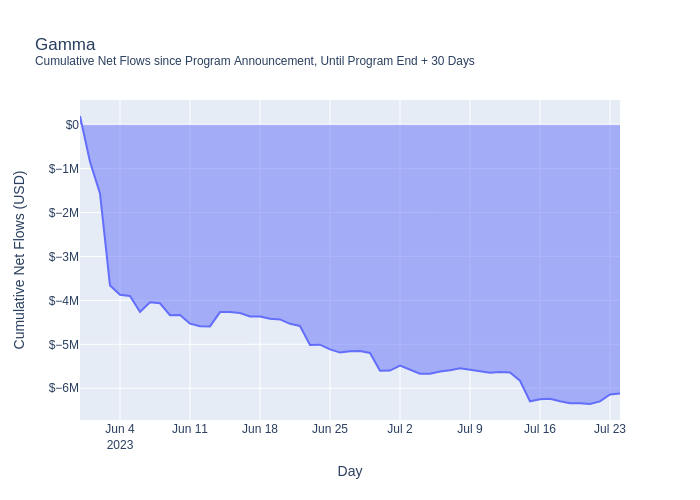 Gamma
Cumulative Net Flows since Program Announcement, Until Program End + 30 Days
Cumulative Net Flows (USD)
$0
$−1M
$−2M
$−3M
$−4M
$−5M
$−6M
Jun 4
2023
Jun 11
Jun 18
Jun 25
Jul 2
Jul 9
Jul 16
Jul 23
Day